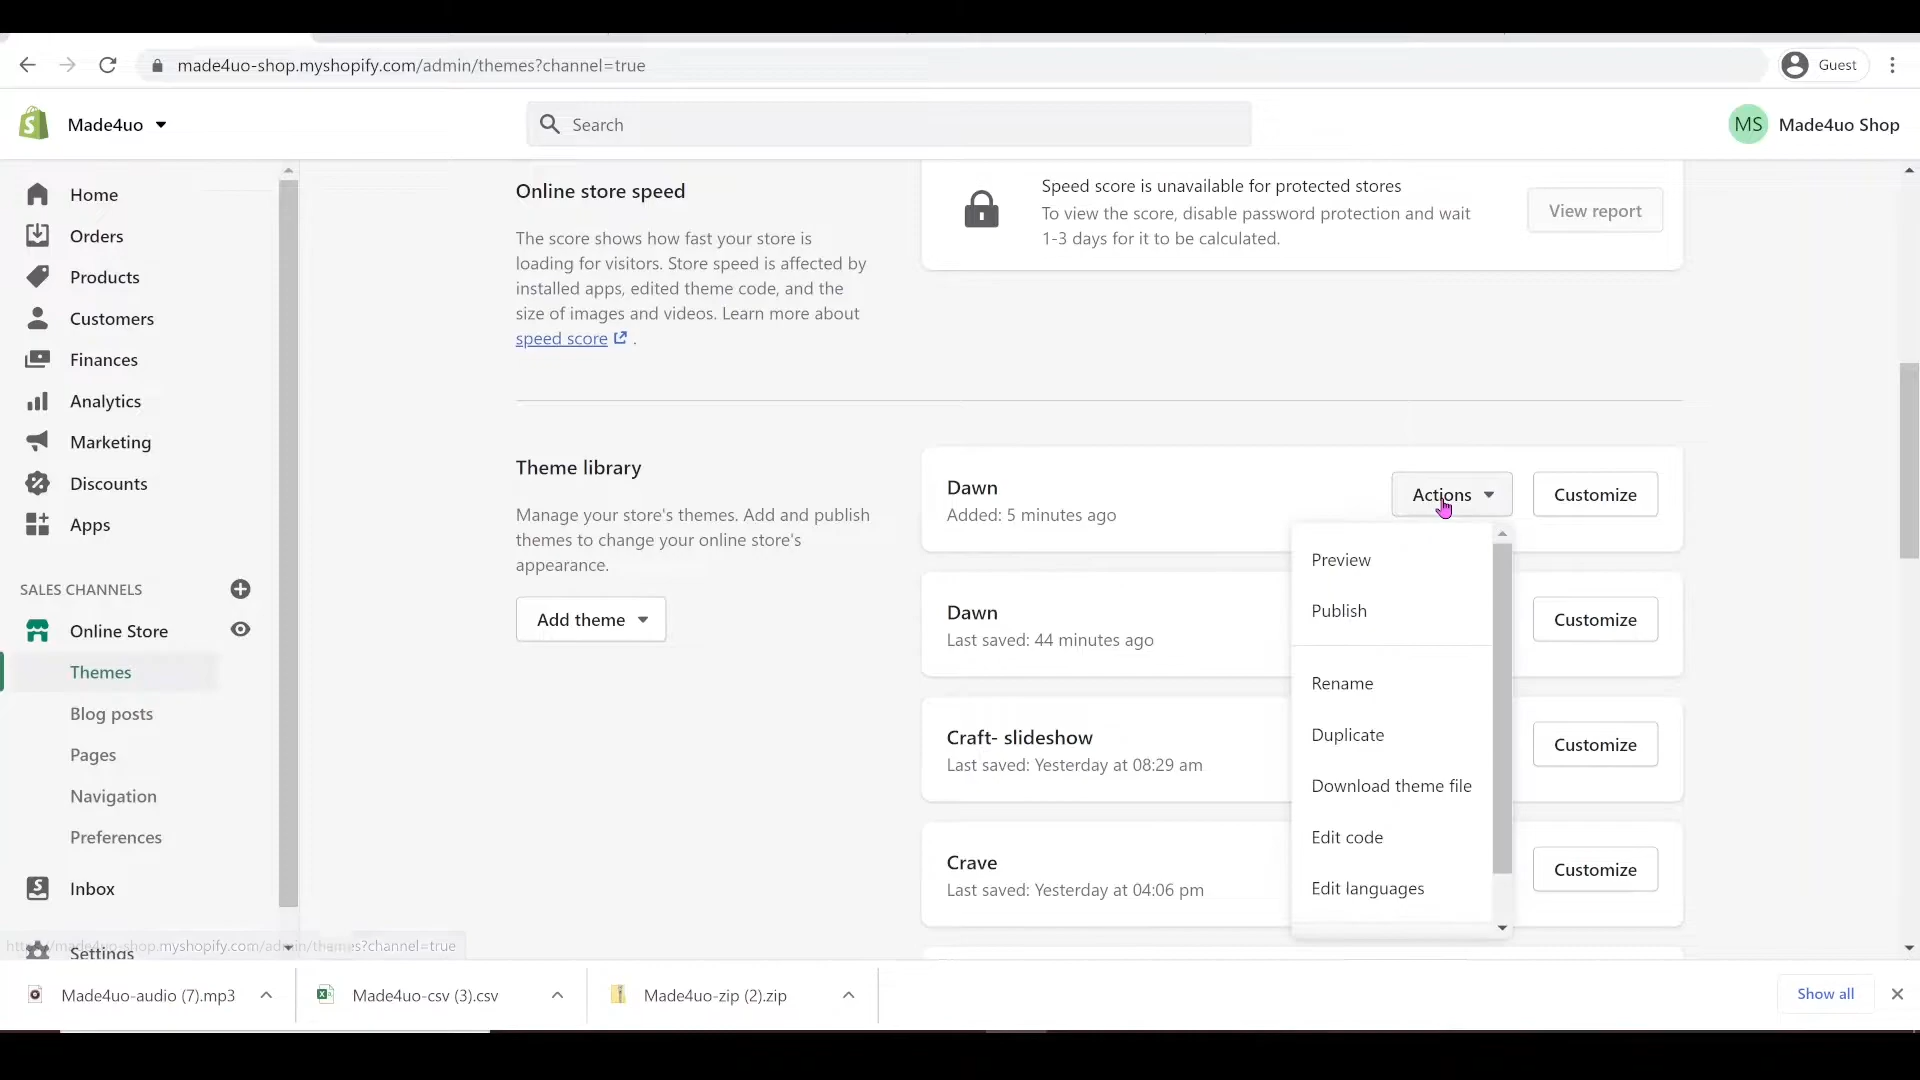 made4uo-shop.myshopify.com/admin/themes?channel=true
Guest
Made4uo
Search
MS
Made4uo Shop
Home
Orders
Products
Customers
Finances
Analytics
Marketing
Discounts
Apps
SALES CHANNELS
Online Store
Themes
Blog posts
Pages
Navigation
Preferences
Inbox
Settings
https://made4uo-shop.myshopify.com/admin/themes?channel=true
Online store speed
The score shows how fast your store is
loading for visitors. Store speed is affected by
installed apps, edited theme code, and the
size of images and videos. Learn more about
speed score .
Speed score is unavailable for protected stores
To view the score, disable password protection and wait
1-3 days for it to be calculated.
View report
Theme library
Manage your store's themes. Add and publish
themes to change your online store's
appearance.
Add theme
Dawn
Added: 5 minutes ago
Actions
Customize
Dawn
Last saved: 44 minutes ago
Customize
Craft- slideshow
Last saved: Yesterday at 08:29 am
Customize
Crave
Last saved: Yesterday at 04:06 pm
Customize
Preview
Publish
Rename
Duplicate
Download theme file
Edit code
Edit languages
Made4uo-audio (7).mp3
Made4uo-csv (3).csv
Made4uo-zip (2).zip
Show all